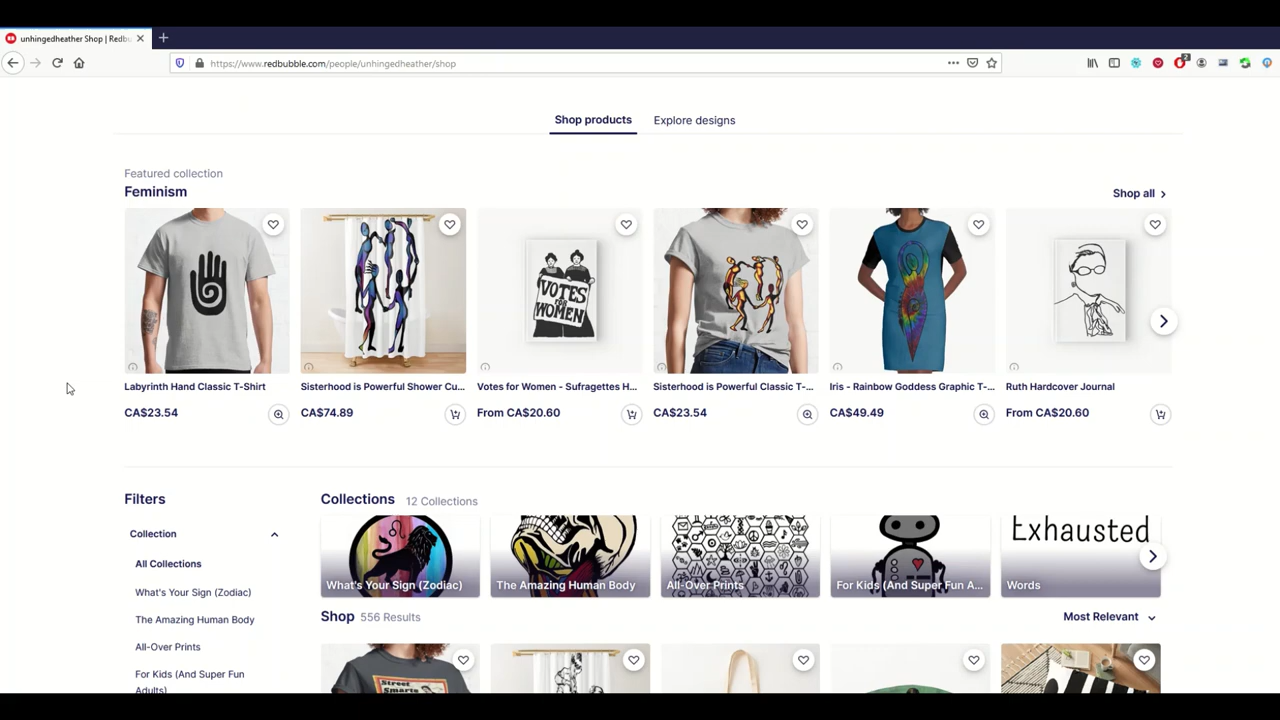 unhingedheather Shop | Redbu
https://www.redbubble.com/people/unhingedheather/shop
2
Shop products
Explore designs
Featured collection
Feminism
Shop all
VOTES
FOR
WOMEN
Labyrinth Hand Classic T-Shirt
Sisterhood is Powerful Shower Cu...
Votes for Women - Sufragettes H...
Sisterhood is Powerful Classic T-...
Iris - Rainbow Goddess Graphic T-...
Ruth Hardcover Journal
CA$23.54
CA$74.89
From CA$20.60
CA$23.54
CA$49.49
From CA$20.60
Filters
Collections 12 Collections
Collection
Exhausted
All Collections
What's Your Sign (Zodiac)
The Amazing Human Body
All-Over Prints
For Kids (And Super Fun A...
Words
What's Your Sign (Zodiac)
The Amazing Human Body
All-Over Prints
For Kids (And Super Fun
Adults)
Shop 556 Results
Most Relevant
Street
Smarts